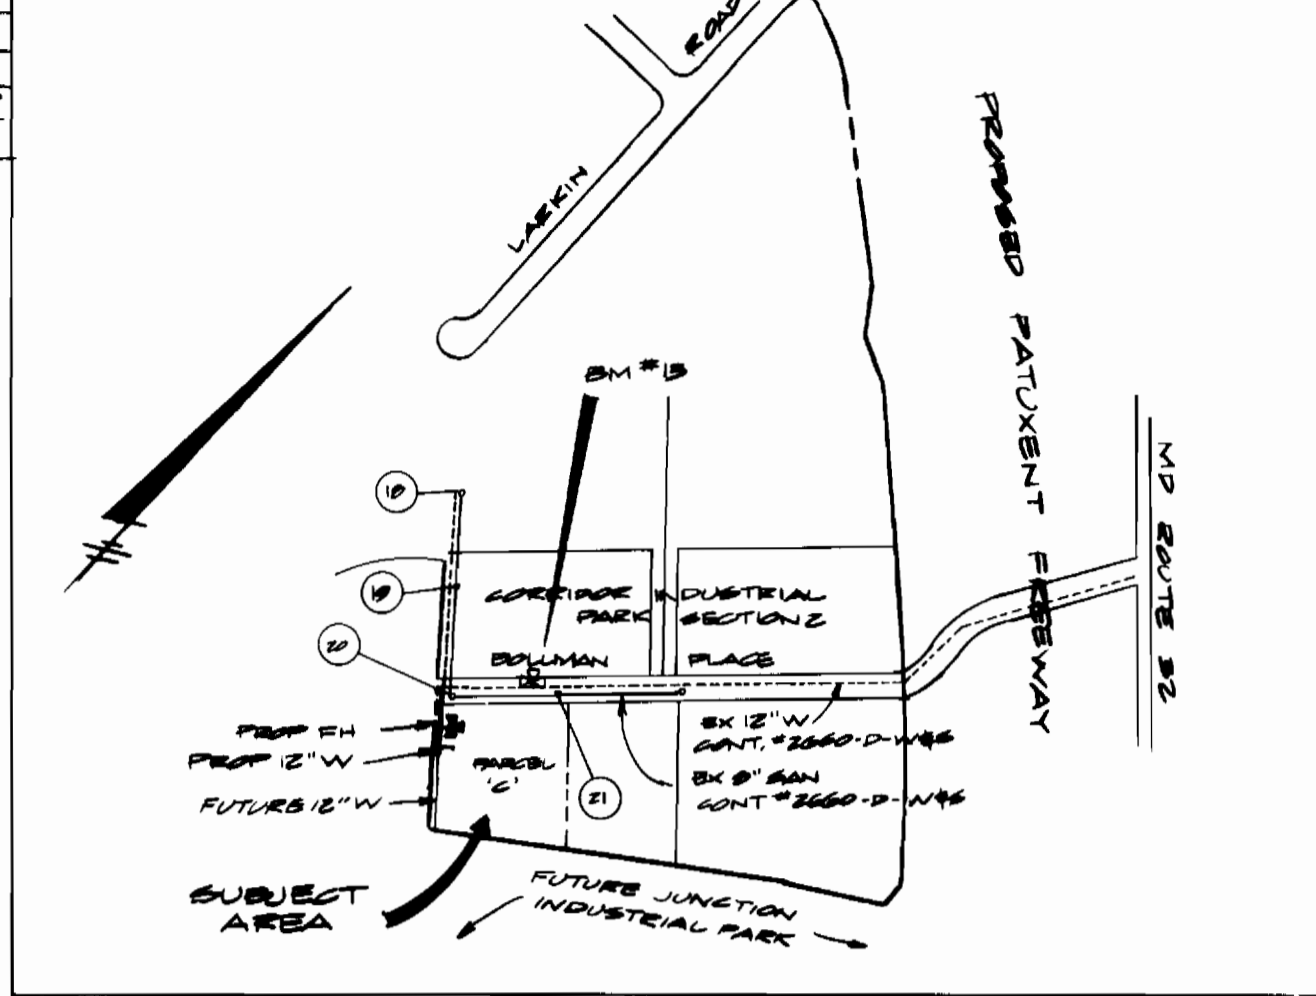 ROAD
LARKIN
PROPOSED PATUXENT FREEWAY
BM #13
MD ROUTE 32
18
19
CORRIDOR INDUSTRIAL
PARK SECTION 2
20
BOLLMAN PLACE
PROP FH
PROP 12" W
FUTURE 12" W
PARCEL
'C'
21
EX 12" W
CONT. #2660-D-W&S
EX 8" SAN
CONT #2660-D-W&S
SUBJECT
AREA
FUTURE JUNCTION
INDUSTRIAL PARK